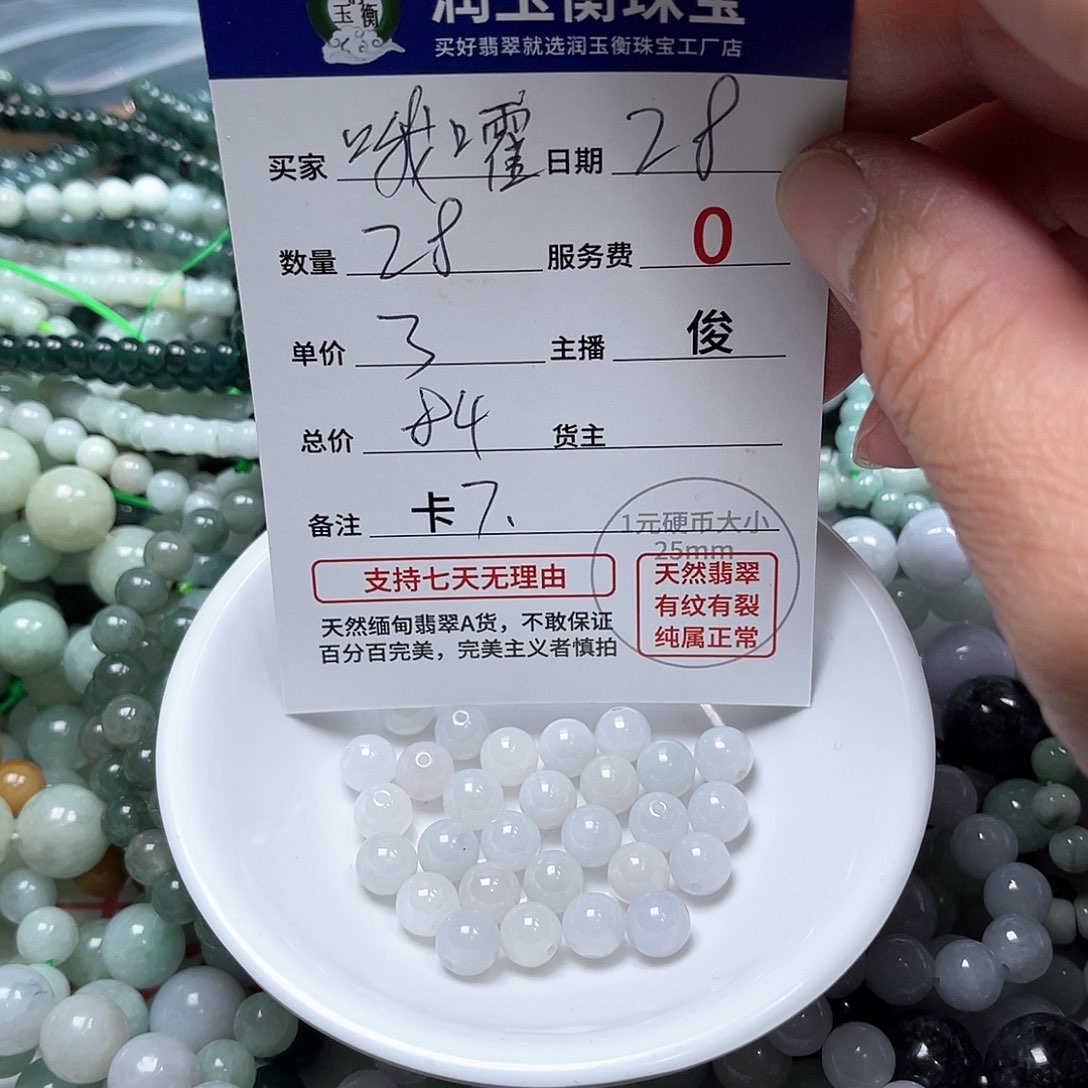 玉衡
润玉衡珠宝
买好翡翠就选润玉衡珠宝工厂店
买家 哦嚯 日期 28
数量 28 服务费 0
单价 3 主播 俊
总价 84 货主
备注 卡7.
1元硬币大小
25mm
支持七天无理由
天然缅甸翡翠A货，不敢保证
百分百完美，完美主义者慎拍
天然翡翠
有纹有裂
纯属正常